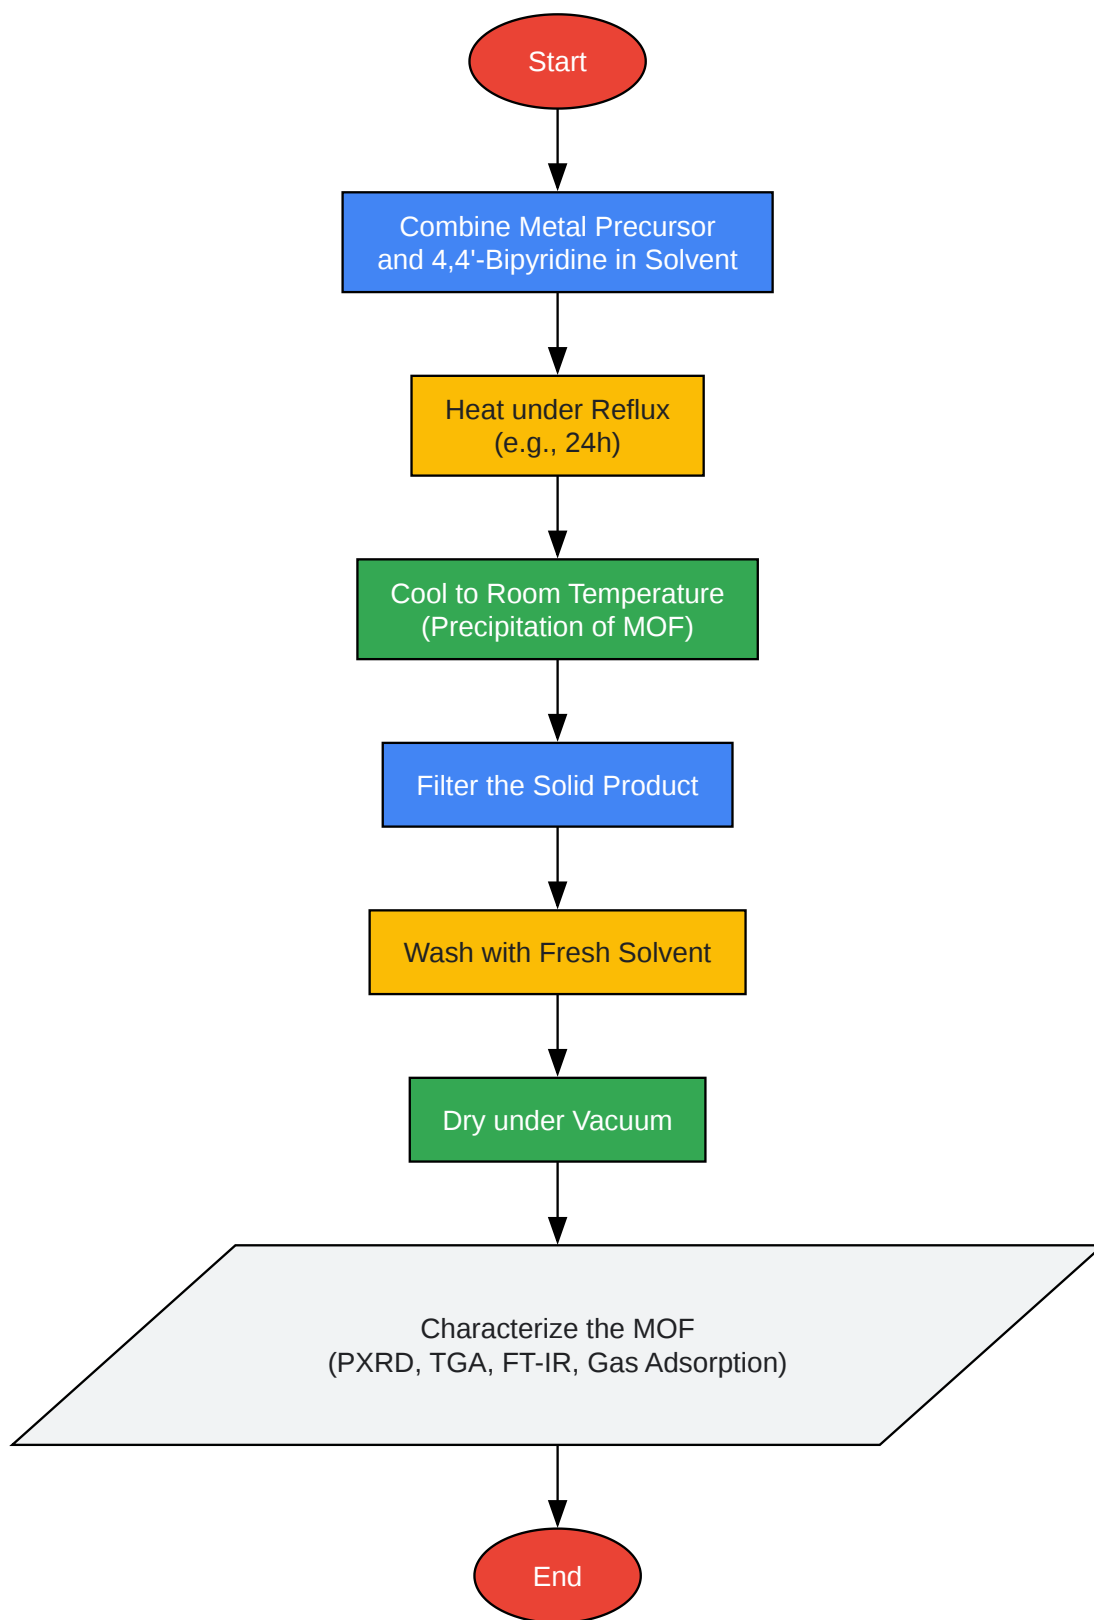 Start
Combine Metal Precursor
and 4,4'-Bipyridine in Solvent
Heat under Reflux
(e.g., 24h)
Cool to Room Temperature
(Precipitation of MOF)
Filter the Solid Product
Wash with Fresh Solvent
Dry under Vacuum
Characterize the MOF
(PXRD, TGA, FT-IR, Gas Adsorption)
End